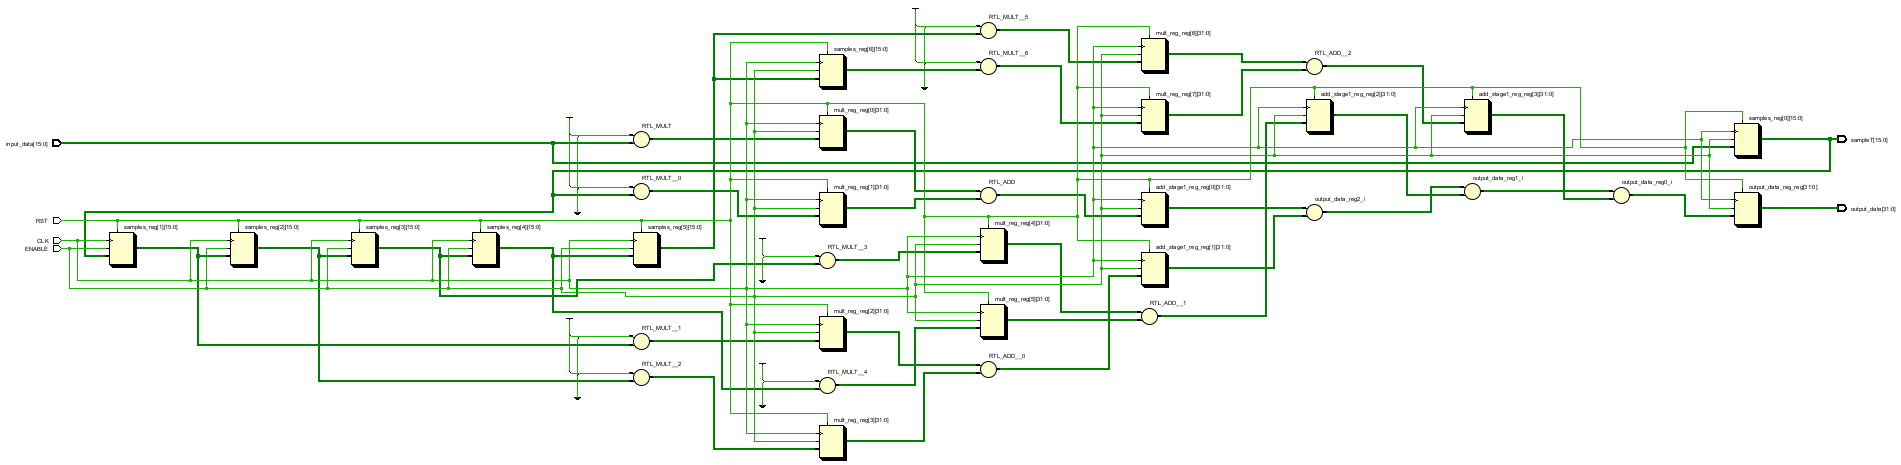 RTL_MULT__5
mult_reg_reg[6][31:0]
samples_reg[6][15:0]
RTL_MULT__6
RTL_ADD__2
mult_reg_reg[7][31:0]
add_stage1_reg_reg[2][31:0]
add_stage1_reg_reg[3][31:0]
mult_reg_reg[0][31:0]
samples_reg[0][15:0]
RTL_MULT
input_data[15:0]
sampleT[15:0]
RTL_MULT__0
mult_reg_reg[1][31:0]
RTL_ADD
add_stage1_reg_reg[0][31:0]
output_data_reg1_i
output_data_reg0_i
output_data_reg_reg[31:0]
output_data_reg2_i
output_data[31:0]
RST
samples_reg[1][15:0]
samples_reg[2][15:0]
samples_reg[3][15:0]
samples_reg[4][15:0]
samples_reg[5][15:0]
mult_reg_reg[4][31:0]
CLK
ENABLE
RTL_MULT__3
add_stage1_reg_reg[1][31:0]
mult_reg_reg[5][31:0]
RTL_ADD__1
mult_reg_reg[2][31:0]
RTL_MULT__1
RTL_ADD__0
RTL_MULT__2
RTL_MULT__4
mult_reg_reg[3][31:0]